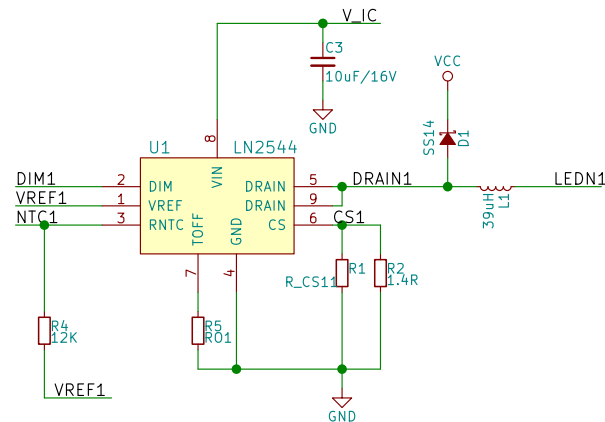 V_IC
C3
10uF/16V
GND
VCC
SS14
D1
U1
LN2544
8
VIN
DIM1
2
DIM
DRAIN
5
DRAIN1
LEDN1
VREF1
1
VREF
DRAIN
9
39uH
L1
NTC1
3
RNTC
CS
6
CS1
TOFF
GND
7
4
R1
R_CS11
R2
1.4R
R4
12K
R5
RO1
VREF1
GND